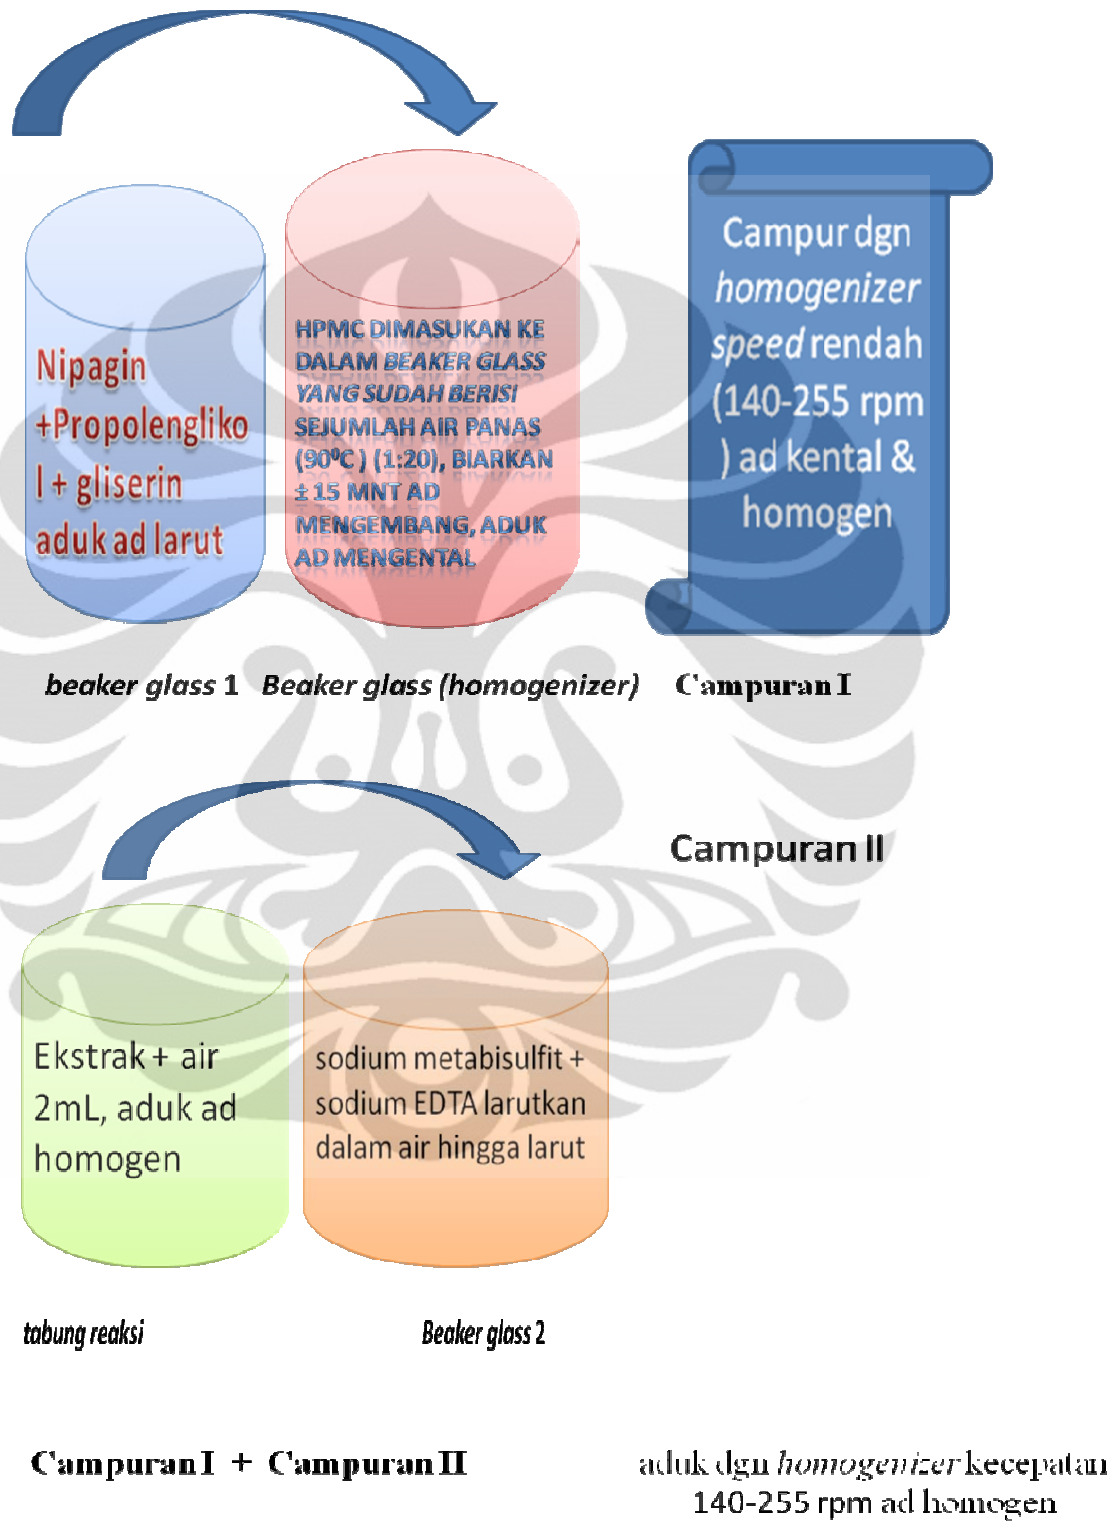 Nipagin
+Propolengliko
l + gliserin
aduk ad larut
HPMC DIMASUKAN KE
DALAM BEAKER GLASS
YANG SUDAH BERISI
SEJUMLAH AIR PANAS
(90⁰C ) (1:20), BIARKAN
± 15 MNT AD
MENGEMBANG, ADUK
AD MENGENTAL
Campur dgn
homogenizer
speed rendah
(140-255 rpm
) ad kental &
homogen
beaker glass 1 Beaker glass (homogenizer) Campuran I
Campuran II
Ekstrak + air
2mL, aduk ad
homogen
sodium metabisulfit +
sodium EDTA larutkan
dalam air hingga larut
tabung reaksi Beaker glass 2
Campuran I + Campuran II aduk dgn homogenizer kecepatan
140-255 rpm ad homogen